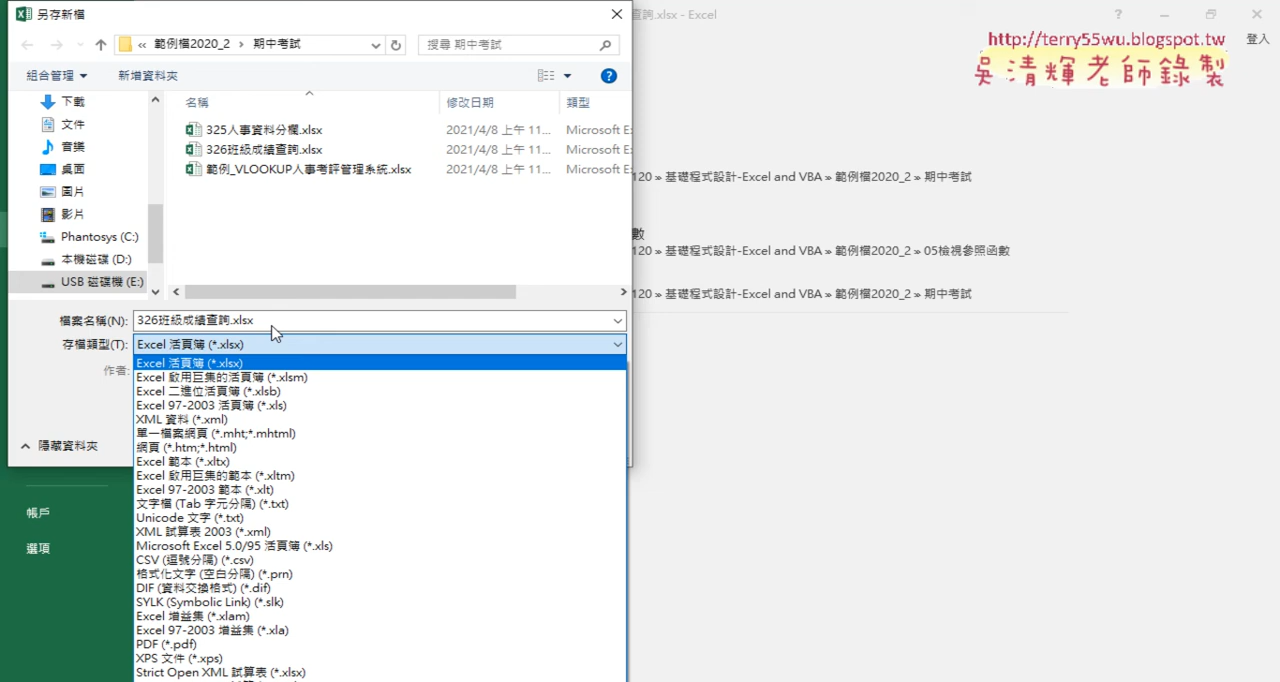 另存新檔
查詢.xlsx - Excel
http://terry55wu.blogspot.tw
登入
吳清輝老師錄製
« 範例檔2020_2 › 期中考試
搜尋 期中考試
組合管理
新增資料夾
名稱
修改日期
類型
下載
文件
音樂
桌面
圖片
影片
Phantosys (C:)
本機磁碟 (D:)
USB 磁碟機 (E:)
325人事資料分欄.xlsx
2021/4/8 上午 11...
Microsoft E
326班級成績查詢.xlsx
2021/4/8 上午 11...
Microsoft E
範例_VLOOKUP人事考評管理系統.xlsx
2021/4/8 上午 11...
Microsoft E
120 » 基礎程式設計-Excel and VBA » 範例檔2020_2 » 期中考試
數
120 » 基礎程式設計-Excel and VBA » 範例檔2020_2 » 05檢視參照函數
120 » 基礎程式設計-Excel and VBA » 範例檔2020_2 » 期中考試
檔案名稱(N):
326班級成績查詢.xlsx
存檔類型(T):
Excel 活頁簿 (*.xlsx)
作者:
Excel 活頁簿 (*.xlsx)
Excel 啟用巨集的活頁簿 (*.xlsm)
Excel 二進位活頁簿 (*.xlsb)
Excel 97-2003 活頁簿 (*.xls)
XML 資料 (*.xml)
單一檔案網頁 (*.mht;*.mhtml)
網頁 (*.htm;*.html)
Excel 範本 (*.xltx)
Excel 啟用巨集的範本 (*.xltm)
Excel 97-2003 範本 (*.xlt)
文字檔 (Tab 字元分隔) (*.txt)
Unicode 文字 (*.txt)
XML 試算表 2003 (*.xml)
Microsoft Excel 5.0/95 活頁簿 (*.xls)
CSV (逗號分隔) (*.csv)
格式化文字 (空白分隔) (*.prn)
DIF (資料交換格式) (*.dif)
SYLK (Symbolic Link) (*.slk)
Excel 增益集 (*.xlam)
Excel 97-2003 增益集 (*.xla)
PDF (*.pdf)
XPS 文件 (*.xps)
Strict Open XML 試算表 (*.xlsx)
隱藏資料夾
帳戶
選項